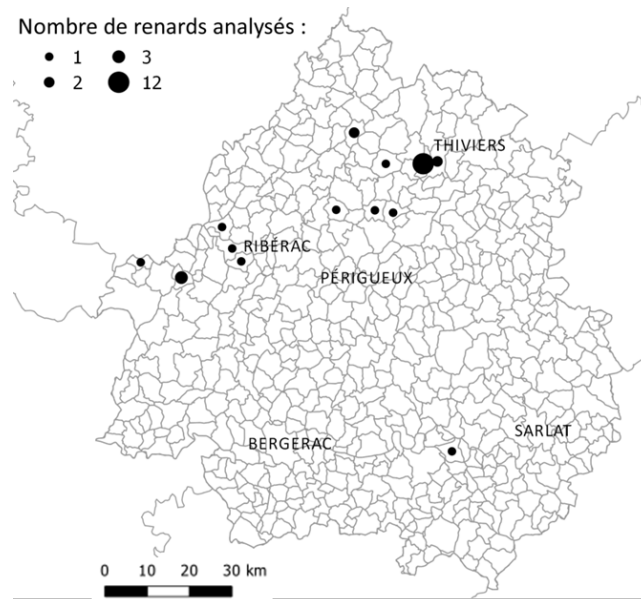 Nombre de renards analysés :
1 3
2 12
THIVIERS
RIBÉRAC
PÉRIGUEUX
SARLAT
BERGERAC
0 10 20 30 km